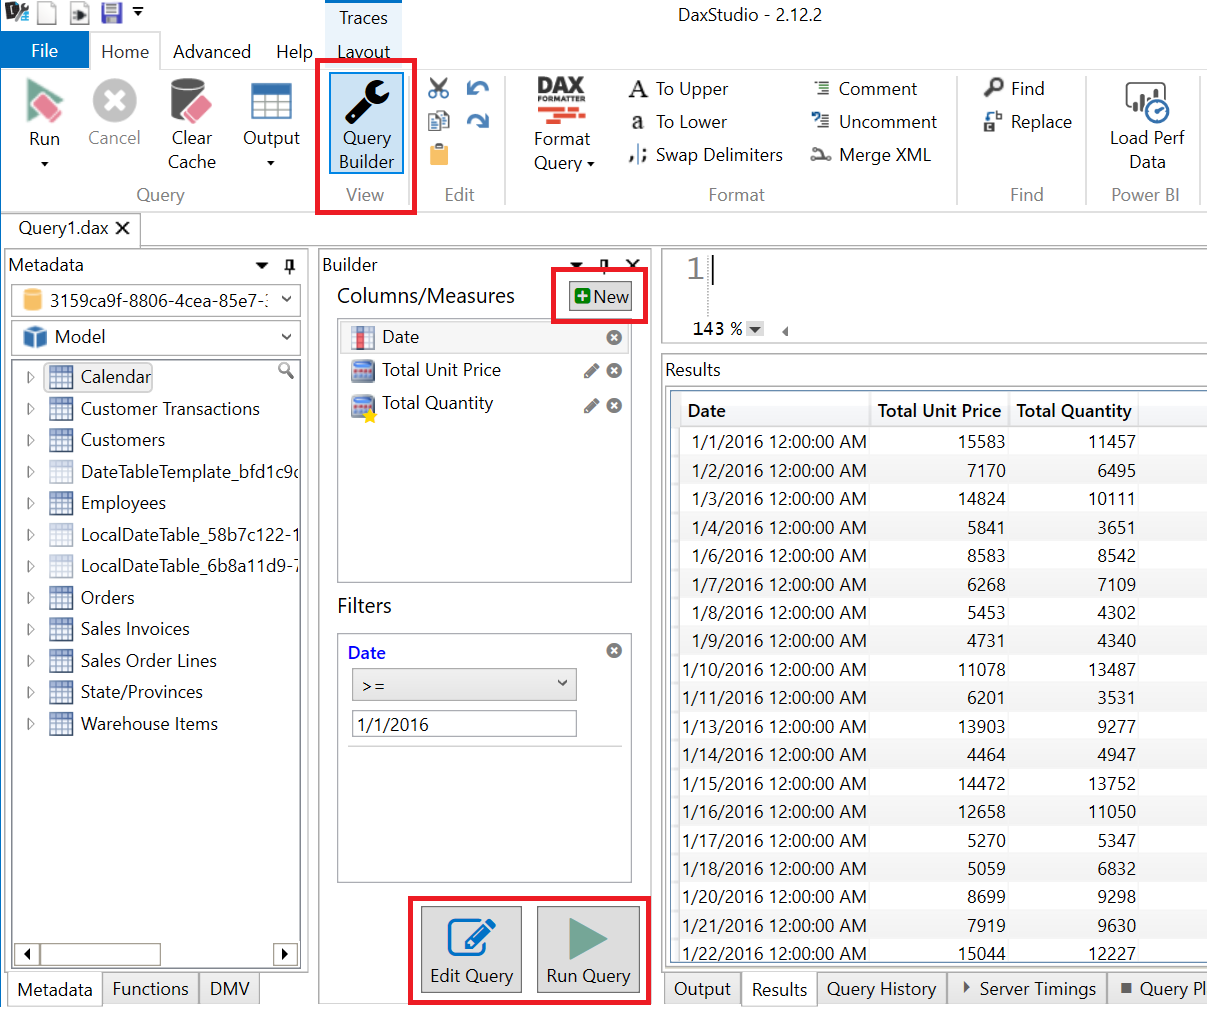 DaxStudio - 2.12.2
Traces
File Home Advanced Help Layout
Run
Cancel
Clear Cache
Output
Query
Query Builder
View
Edit
DAX FORMATTER
Format Query
A To Upper
a To Lower
Swap Delimiters
Comment
Uncomment
Merge XML
Format
Find
Replace
Find
Load Perf Data
Power BI
Query1.dax
Metadata
3159ca9f-8806-4cea-85e7-
Model
Calendar
Customer Transactions
Customers
DateTableTemplate_bfd1c9
Employees
LocalDateTable_58b7c122-1
LocalDateTable_6b8a11d9-7
Orders
Sales Invoices
Sales Order Lines
State/Provinces
Warehouse Items
Metadata Functions DMV
Builder
Columns/Measures New
Date
Total Unit Price
Total Quantity
Filters
Date
>=
1/1/2016
Edit Query Run Query
1
143 %
Results
Date Total Unit Price Total Quantity
1/1/2016 12:00:00 AM 15583 11457
1/2/2016 12:00:00 AM 7170 6495
1/3/2016 12:00:00 AM 14824 10111
1/4/2016 12:00:00 AM 5841 3651
1/6/2016 12:00:00 AM 8583 8542
1/7/2016 12:00:00 AM 6268 7109
1/8/2016 12:00:00 AM 5453 4302
1/9/2016 12:00:00 AM 4731 4340
1/10/2016 12:00:00 AM 11078 13487
1/11/2016 12:00:00 AM 6201 3531
1/13/2016 12:00:00 AM 13903 9277
1/14/2016 12:00:00 AM 4464 4947
1/15/2016 12:00:00 AM 14472 13752
1/16/2016 12:00:00 AM 12658 11050
1/17/2016 12:00:00 AM 5270 5347
1/18/2016 12:00:00 AM 5059 6832
1/20/2016 12:00:00 AM 8699 9298
1/21/2016 12:00:00 AM 7919 9630
1/22/2016 12:00:00 AM 15044 12227
Output Results Query History Server Timings Query Pl